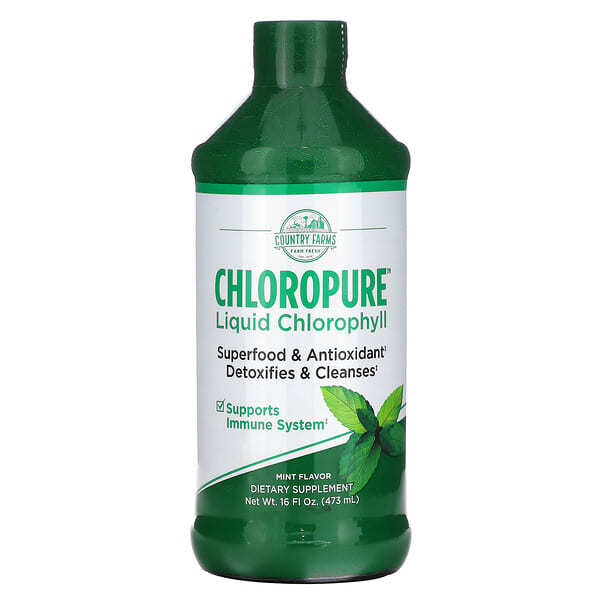 COUNTRY FARMS
FARM FRESH
CHLOROPURE™
Liquid Chlorophyll
Superfood & Antioxidant‡
Detoxifies & Cleanses‡
Supports
Immune System‡
MINT FLAVOR
DIETARY SUPPLEMENT
Net Wt. 16 Fl Oz. (473 mL)